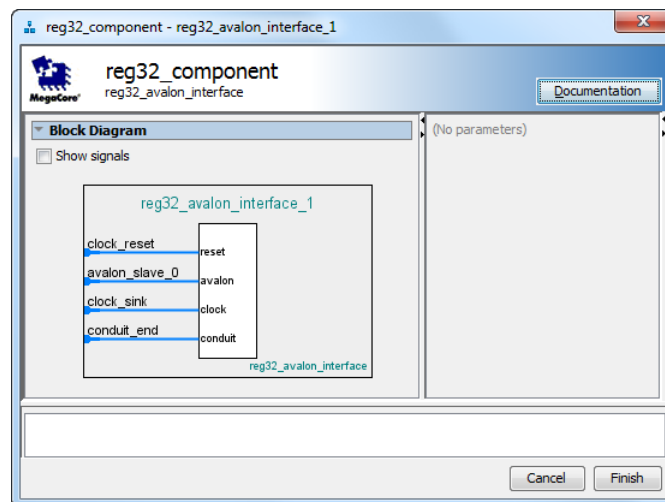 reg32_component - reg32_avalon_interface_1
MegaCore®
reg32_component
reg32_avalon_interface
Documentation
Block Diagram
Show signals
reg32_avalon_interface_1
clock_reset
reset
avalon_slave_0
avalon
clock_sink
clock
conduit_end
conduit
reg32_avalon_interface
(No parameters)
Cancel
Finish